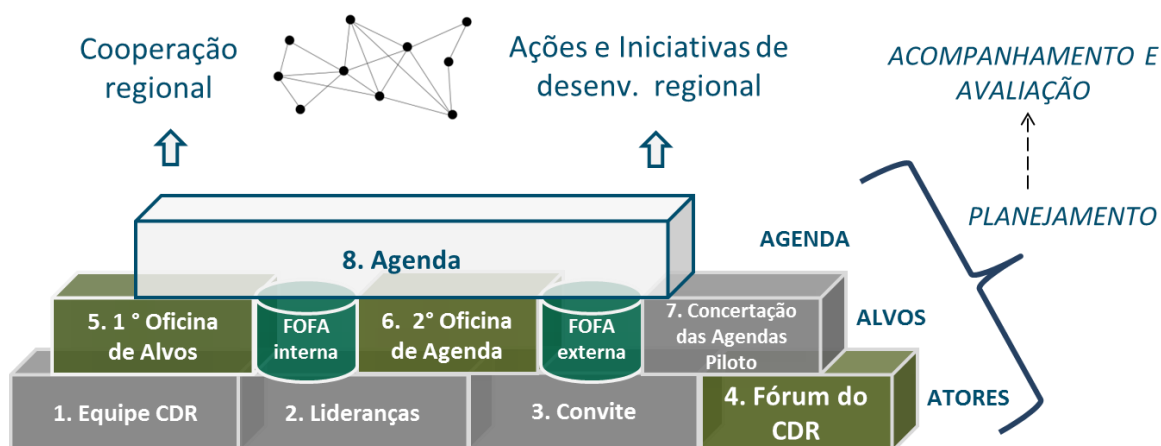 Cooperação
regional
Ações e Iniciativas de
desenv. regional
ACOMPANHAMENTO E
AVALIAÇÃO
PLANEJAMENTO
AGENDA
8. Agenda
5. 1 ° Oficina
de Alvos
FOFA
interna
6. 2° Oficina
de Agenda
FOFA
externa
7. Concertação
das Agendas
Piloto
ALVOS
1. Equipe CDR
2. Lideranças
3. Convite
4. Fórum do
CDR
ATORES